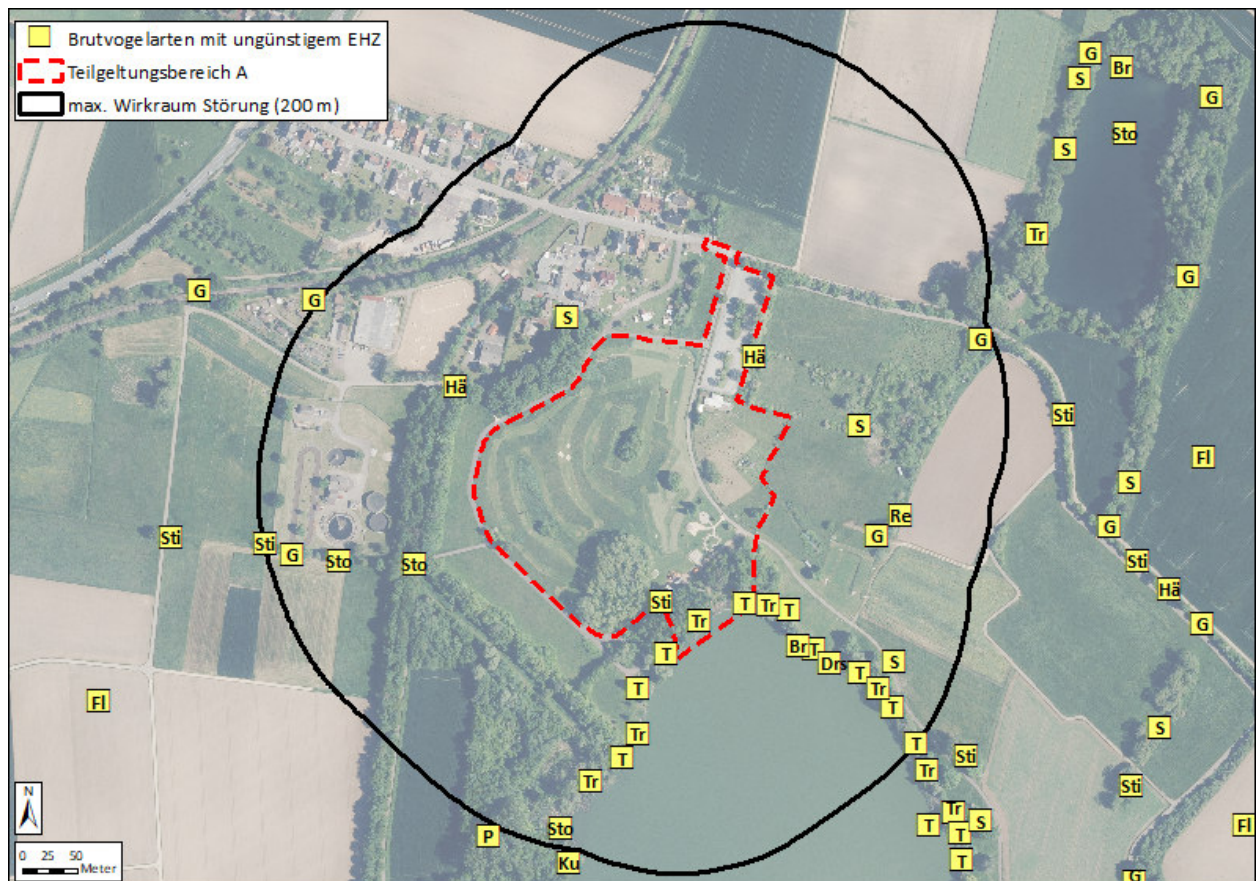 Brutvogelarten mit ungünstigem EHZ
Teilgeltungsbereich A
max. Wirkraum Störung (200 m)
G
Br
S
G
Sto
S
Tr
G
G
G
S
G
Hä
Hä
Sti
S
Fl
S
Re
G
G
Sti
Sti
G
Sto
Sto
Sti
Hä
G
Sti
T
Tr
T
Tr
Br
T
T
Drs
S
T
T
Tr
T
Fl
S
Tr
T
T
Sti
Tr
Tr
Sti
Tr
T
S
Fl
Sto
P
T
Ku
T
G
N
0 25 50
Meter